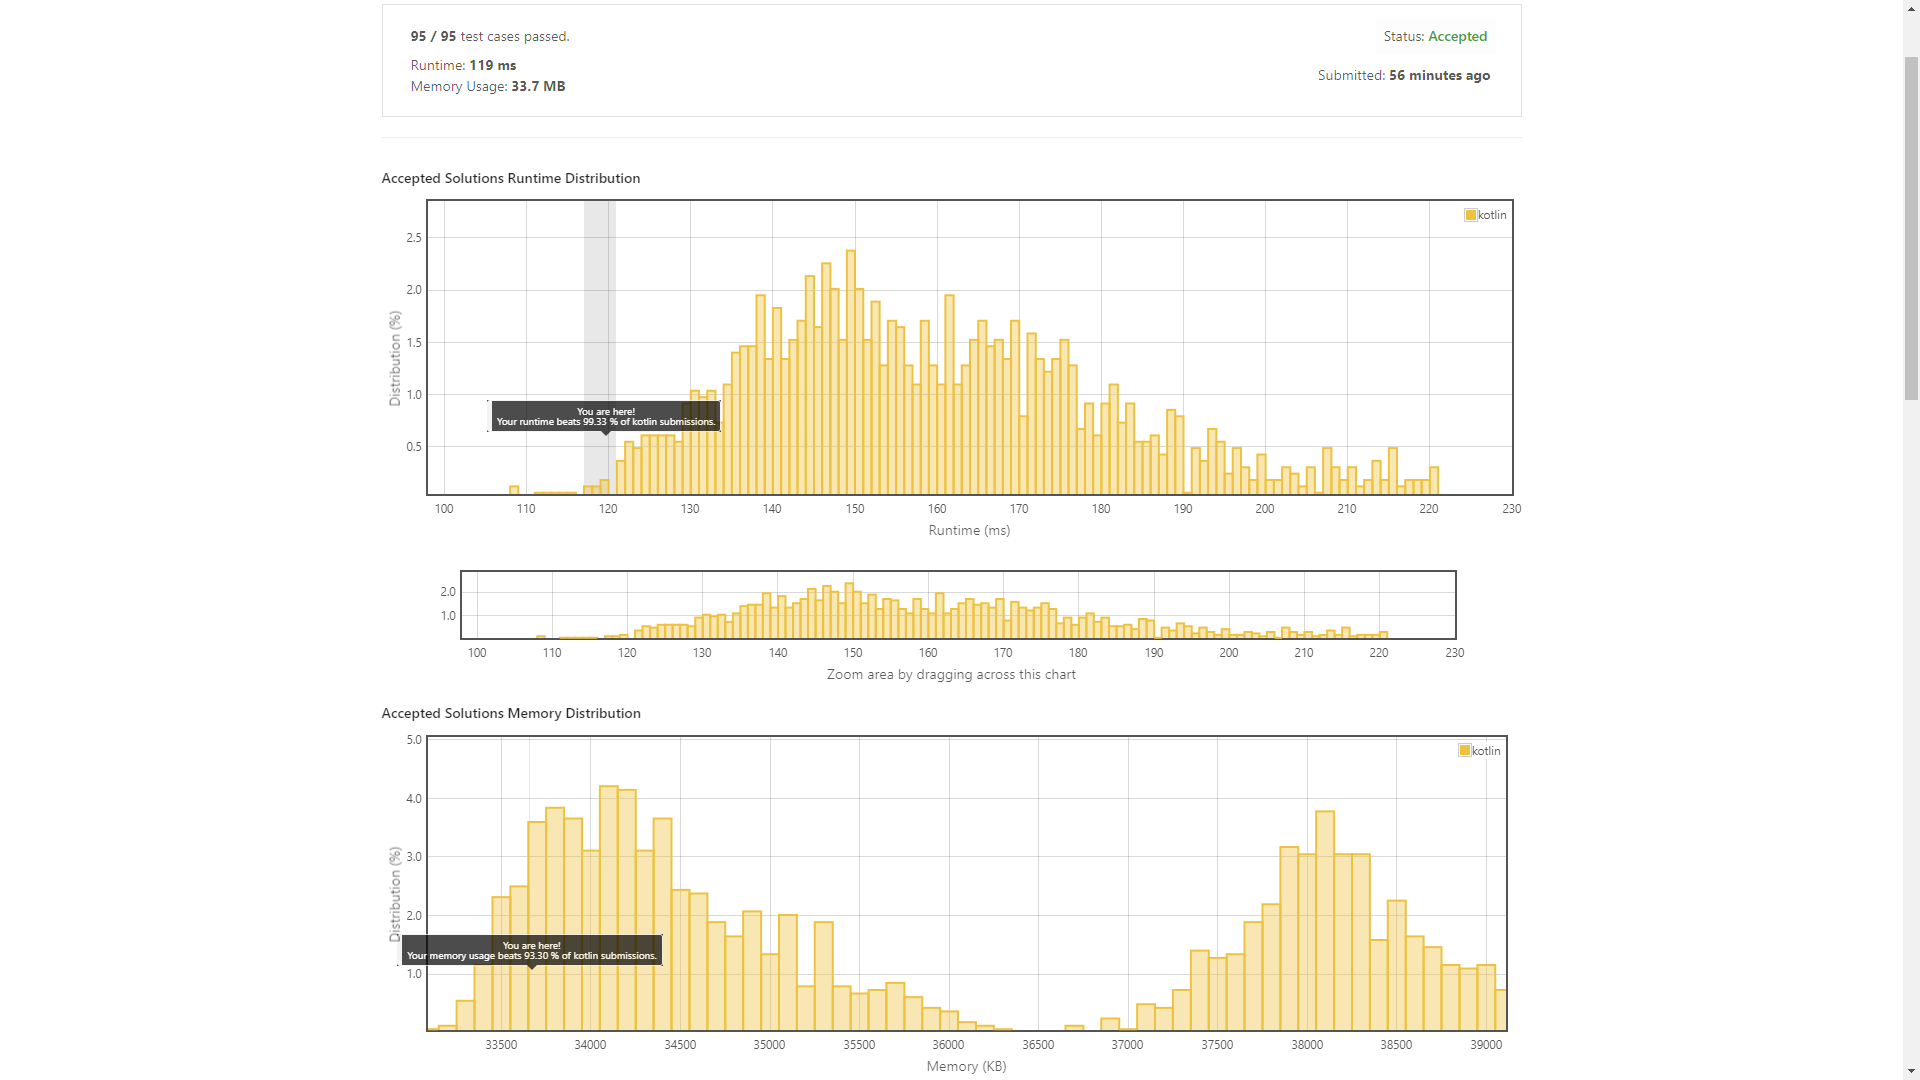 95 / 95 test cases passed.
Status: Accepted
Runtime: 119 ms
Submitted: 56 minutes ago
Memory Usage: 33.7 MB
Accepted Solutions Runtime Distribution
kotlin
2.5
2.0
1.5
1.0
0.5
Distribution (%)
You are here!
Your runtime beats 99.33 % of kotlin submissions.
100 110 120 130 140 150 160 170 180 190 200 210 220 230
Runtime (ms)
2.0
1.0
100 110 120 130 140 150 160 170 180 190 200 210 220 230
Zoom area by dragging across this chart
Accepted Solutions Memory Distribution
kotlin
5.0
4.0
3.0
2.0
1.0
Distribution (%)
You are here!
Your memory usage beats 93.30 % of kotlin submissions.
33500 34000 34500 35000 35500 36000 36500 37000 37500 38000 38500 39000
Memory (KB)